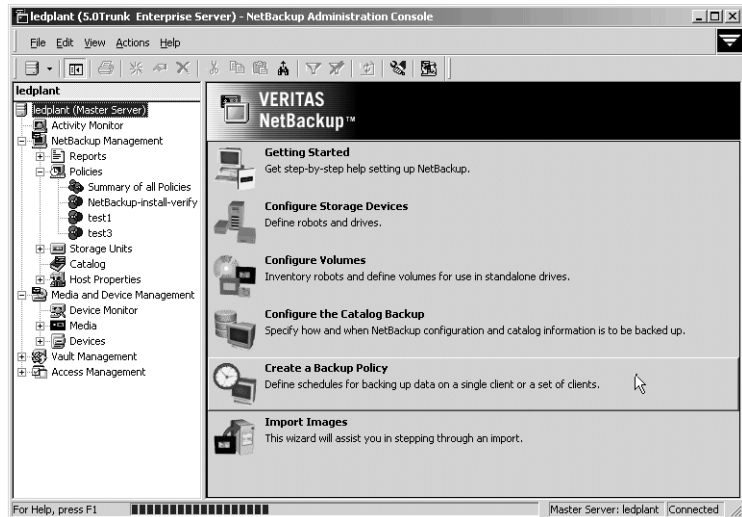 ledplant (5.0Trunk Enterprise Server) - NetBackup Administration Console
File Edit View Actions Help
ledplant
ledplant (Master Server)
Activity Monitor
NetBackup Management
Reports
Policies
Summary of all Policies
NetBackup-install-verify
test1
test3
Storage Units
Catalog
Host Properties
Media and Device Management
Device Monitor
Media
Devices
Vault Management
Access Management
VERITAS
NetBackup™
Getting Started
Get step-by-step help setting up NetBackup.
Configure Storage Devices
Define robots and drives.
Configure Volumes
Inventory robots and define volumes for use in standalone drives.
Configure the Catalog Backup
Specify how and when NetBackup configuration and catalog information is to be backed up.
Create a Backup Policy
Define schedules for backing up data on a single client or a set of clients.
Import Images
This wizard will assist you in stepping through an import.
For Help, press F1
Master Server: ledplant
Connected